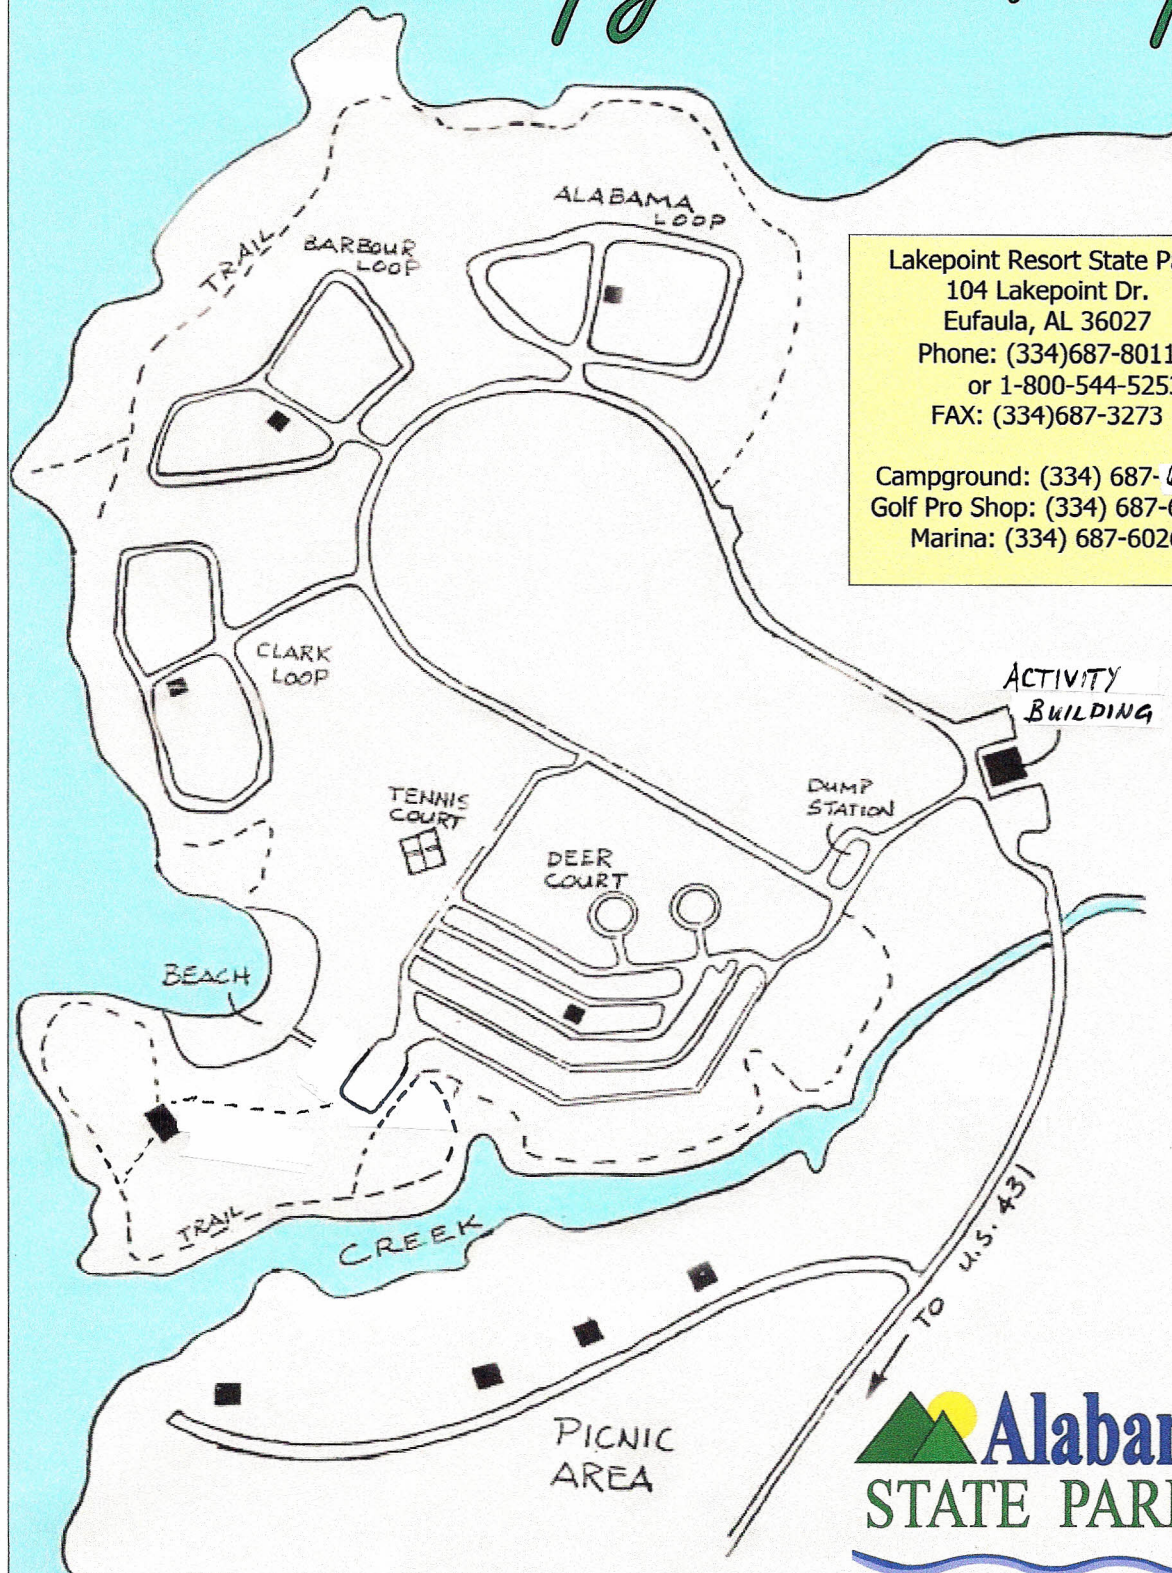 ALABAMA
LOOP
BARBOUR
LOOP
TRAIL
Lakepoint Resort State
104 Lakepoint Dr.
Eufaula, AL 36027
Phone: (334)687-8011
or 1-800-544-525
FAX: (334)687-3273
Campground: (334) 687-
Golf Pro Shop: (334) 687-
Marina: (334) 687-602
CLARK
LOOP
ACTIVITY
BUILDING
TENNIS
COURT
DUMP
STATION
DEER
COURT
BEACH
TRAIL
CREEK
TO U.S. 431
PICNIC
AREA
Alaba
STATE PAR